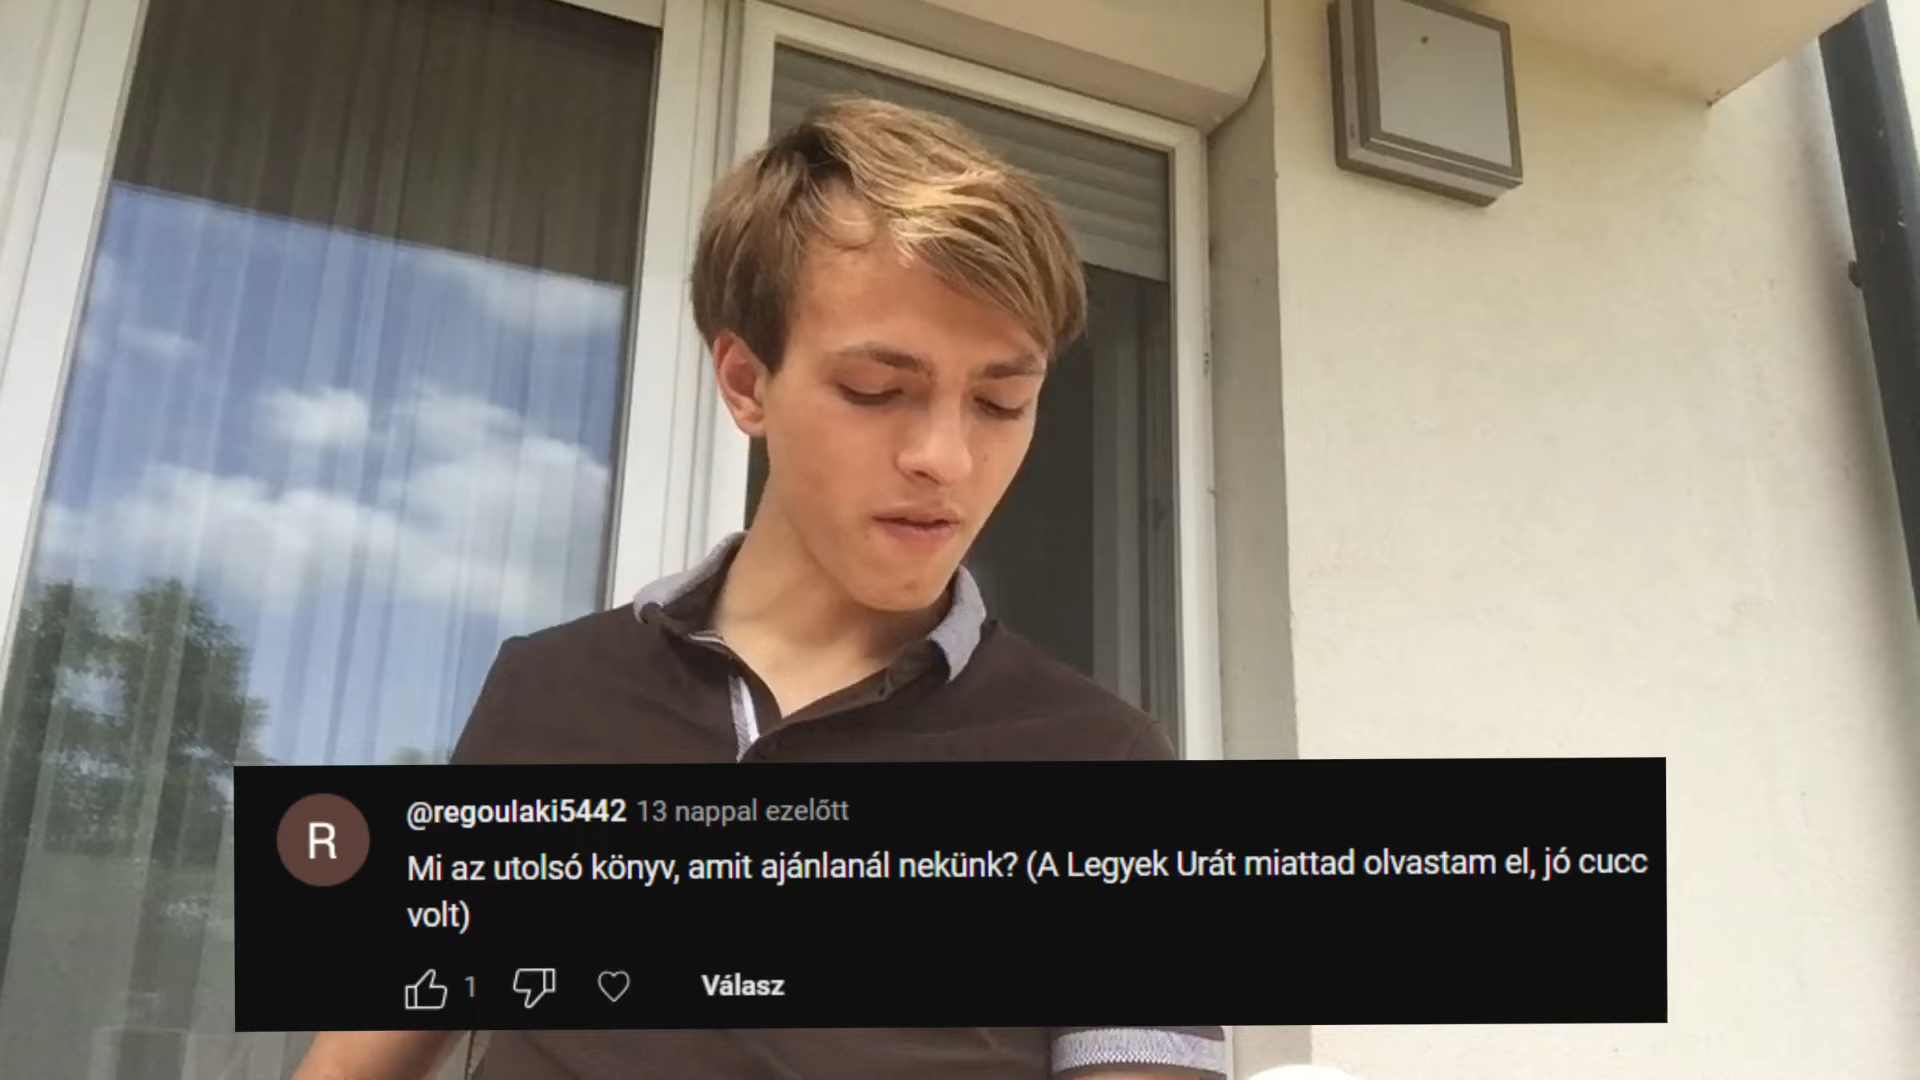 R
@regoulaki5442 13 nappal ezelőtt
Mi az utolsó könyv, amit ajánlanál nekünk? (A Legyek Urát miattad olvastam el, jó cucc
volt)
1
Válasz